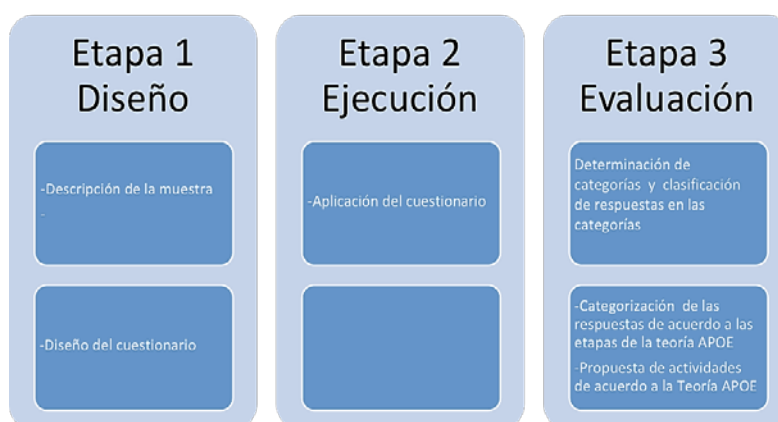 Etapa 1
Diseño
-Descripción de la muestra
-
-Diseño del cuestionario
Etapa 2
Ejecución
-Aplicación del cuestionario
Etapa 3
Evaluación
Determinación de
categorías y clasificación
de respuestas en las
categorías
-Categorización de las
respuestas de acuerdo a las
etapas de la teoría APOE
-Propuesta de actividades
de acuerdo a la Teoría APOE